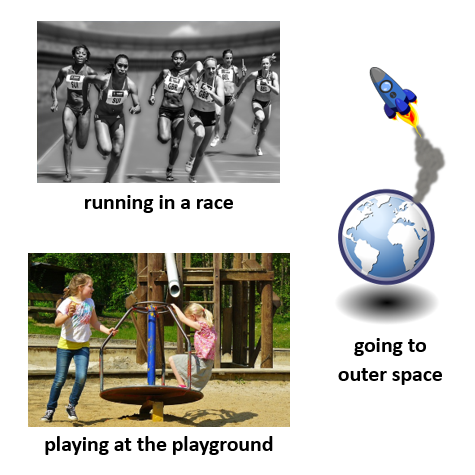 running in a race
going to
outer space
playing at the playground